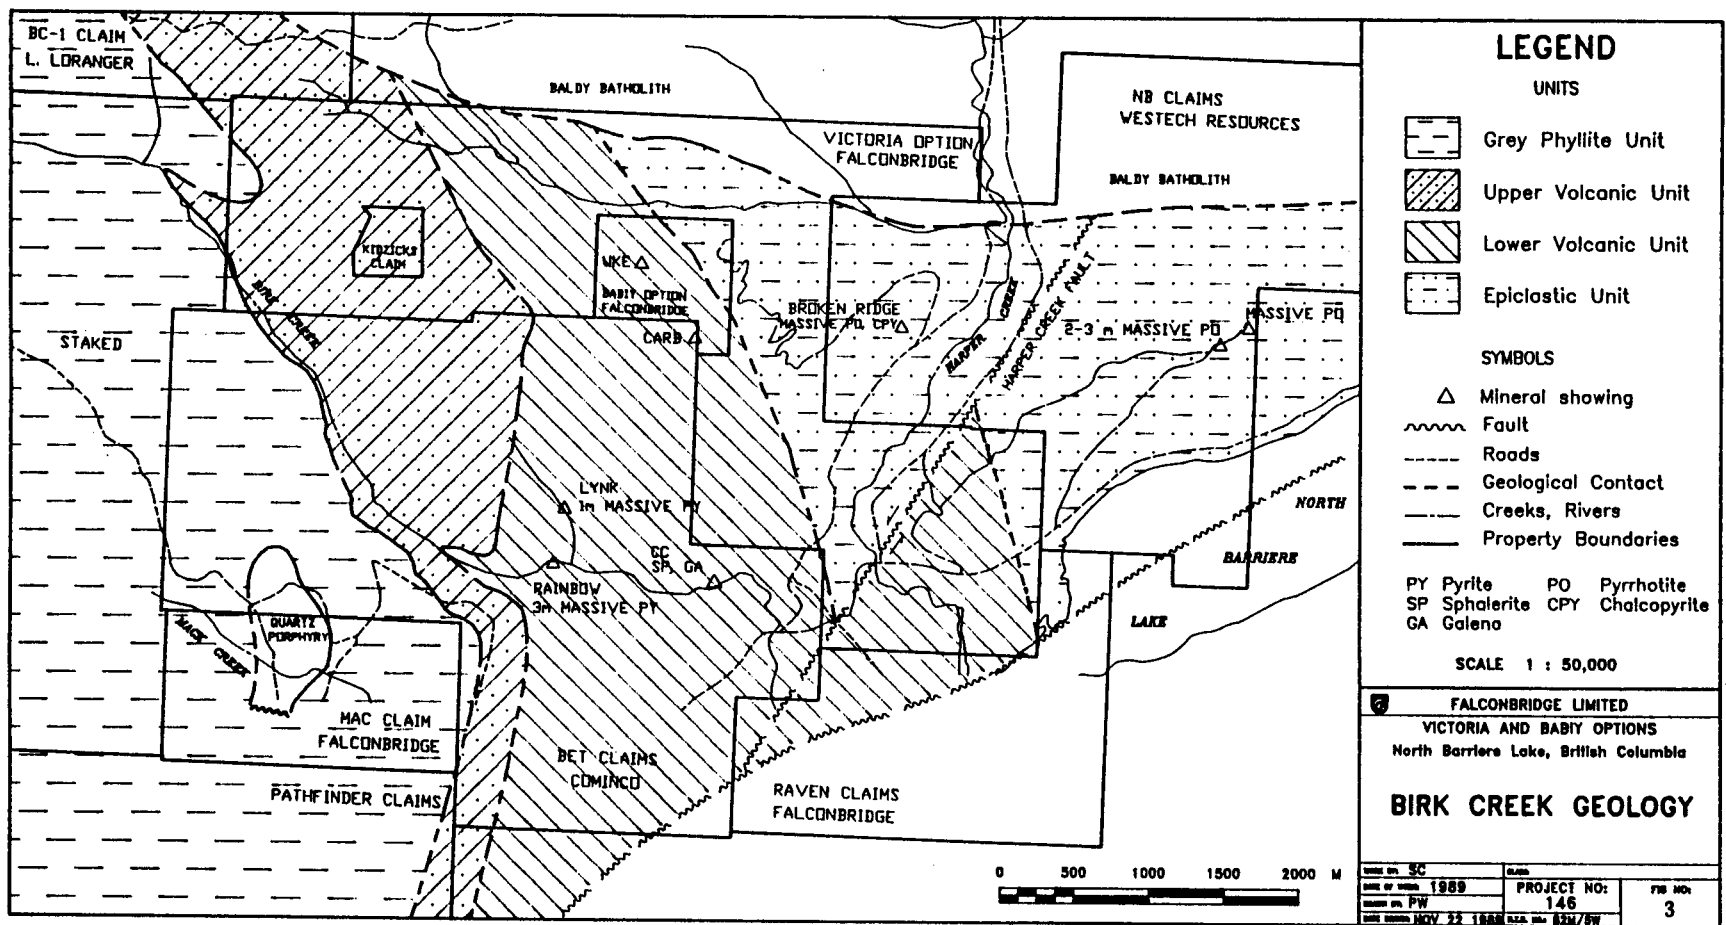 BC-1 CLAIM
L. LORANGER
BALDY BATHOLITH
VICTORIA OPTION
FALCONBRIDGE
NB CLAIMS
WESTECH RESOURCES
BALDY BATHOLITH
KIDZICKS
CLAIM
WKE
BABIY OPTION
FALCONBRIDGE
CARB
BIRK CREEK
STAKED
BROKEN RIDGE
MASSIVE PO, CPY
HARPER CREEK
HARPER CREEK FAULT
2-3 m MASSIVE PO
MASSIVE PO
LYNK
1m MASSIVE PY
CC
SP, GA
RAINBOW
3m MASSIVE PY
QUARTZ
PORPHYRY
MACK CREEK
NORTH
BARRIERE
LAKE
MAC CLAIM
FALCONBRIDGE
PATHFINDER CLAIMS
BET CLAIMS
COMINCO
RAVEN CLAIMS
FALCONBRIDGE
0 500 1000 1500 2000 M
LEGEND
UNITS
Grey Phyllite Unit
Upper Volcanic Unit
Lower Volcanic Unit
Epiclastic Unit
SYMBOLS
Mineral showing
Fault
Roads
Geological Contact
Creeks, Rivers
Property Boundaries
PY Pyrite PO Pyrrhotite
SP Sphalerite CPY Chalcopyrite
GA Galena
SCALE 1 : 50,000
FALCONBRIDGE LIMITED
VICTORIA AND BABIY OPTIONS
North Barriere Lake, British Columbia
BIRK CREEK GEOLOGY
SC
1989
PW
NOV 22
PROJECT NO:
146
82M/5W
FIG NO:
3